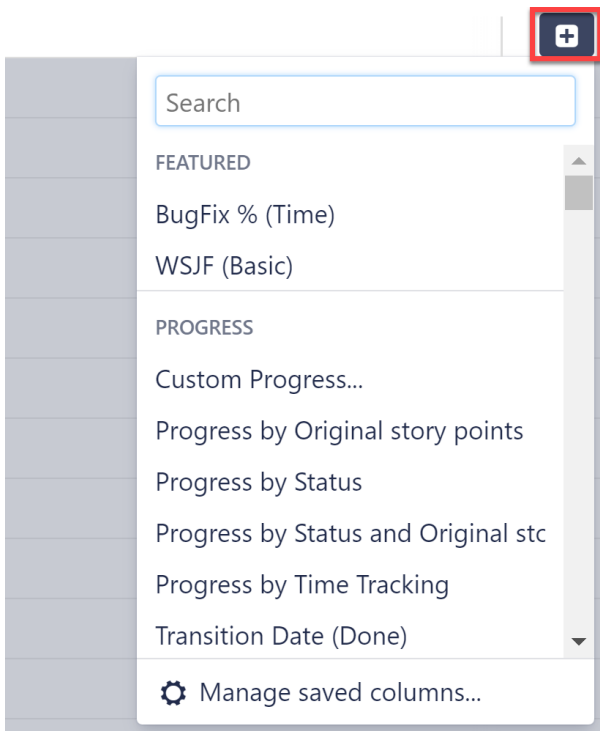 Search
FEATURED
BugFix % (Time)
WSJF (Basic)
PROGRESS
Custom Progress...
Progress by Original story points
Progress by Status
Progress by Status and Original stc
Progress by Time Tracking
Transition Date (Done)
Manage saved columns...